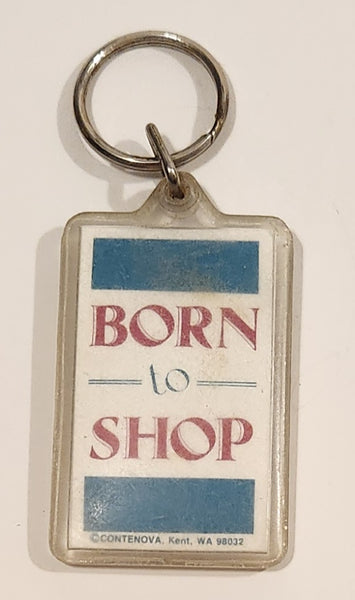 BORN
to
SHOP
©CONTENOVA, Kent, WA 98032